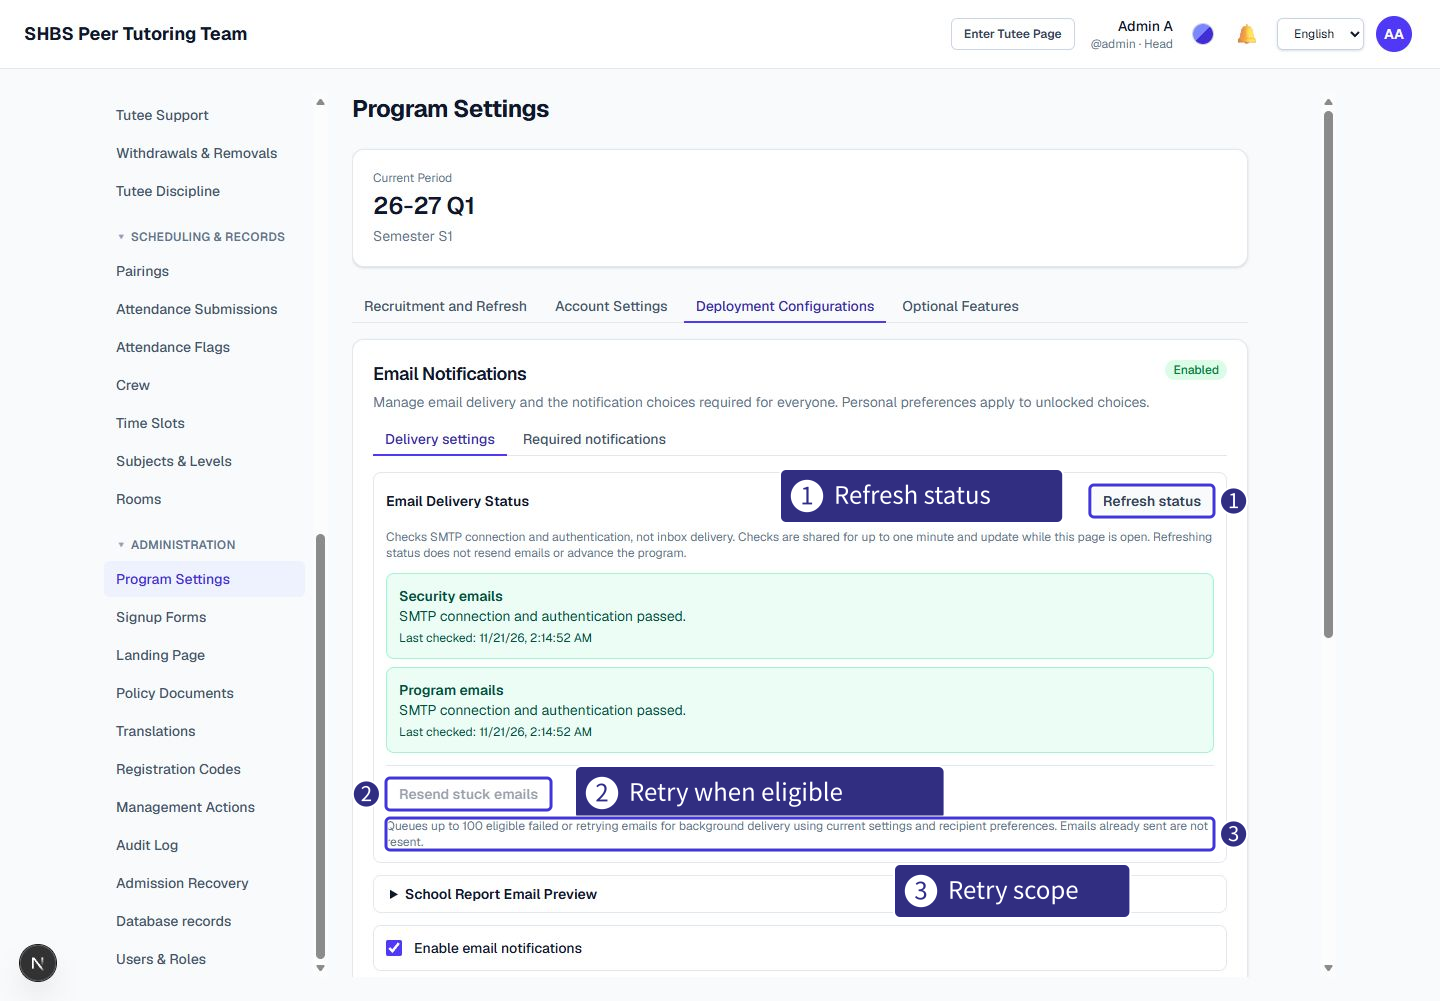 SHBS Peer Tutoring Team
Enter Tutee Page
Admin A
@admin · Head
English
AA
Tutee Support
Withdrawals & Removals
Tutee Discipline
SCHEDULING & RECORDS
Pairings
Attendance Submissions
Attendance Flags
Crew
Time Slots
Subjects & Levels
Rooms
ADMINISTRATION
Program Settings
Signup Forms
Landing Page
Policy Documents
Translations
Registration Codes
Management Actions
Audit Log
Admission Recovery
Database records
Users & Roles
N
Program Settings
Current Period
26-27 Q1
Semester S1
Recruitment and Refresh
Account Settings
Deployment Configurations
Optional Features
Email Notifications
Enabled
Manage email delivery and the notification choices required for everyone. Personal preferences apply to unlocked choices.
Delivery settings
Required notifications
Email Delivery Status
1 Refresh status
Refresh status
1
Checks SMTP connection and authentication, not inbox delivery. Checks are shared for up to one minute and update while this page is open. Refreshing
status does not resend emails or advance the program.
Security emails
SMTP connection and authentication passed.
Last checked: 11/21/26, 2:14:52 AM
Program emails
SMTP connection and authentication passed.
Last checked: 11/21/26, 2:14:52 AM
2
Resend stuck emails
2 Retry when eligible
Queues up to 100 eligible failed or retrying emails for background delivery using current settings and recipient preferences. Emails already sent are not
resent.
3
3 Retry scope
School Report Email Preview
Enable email notifications